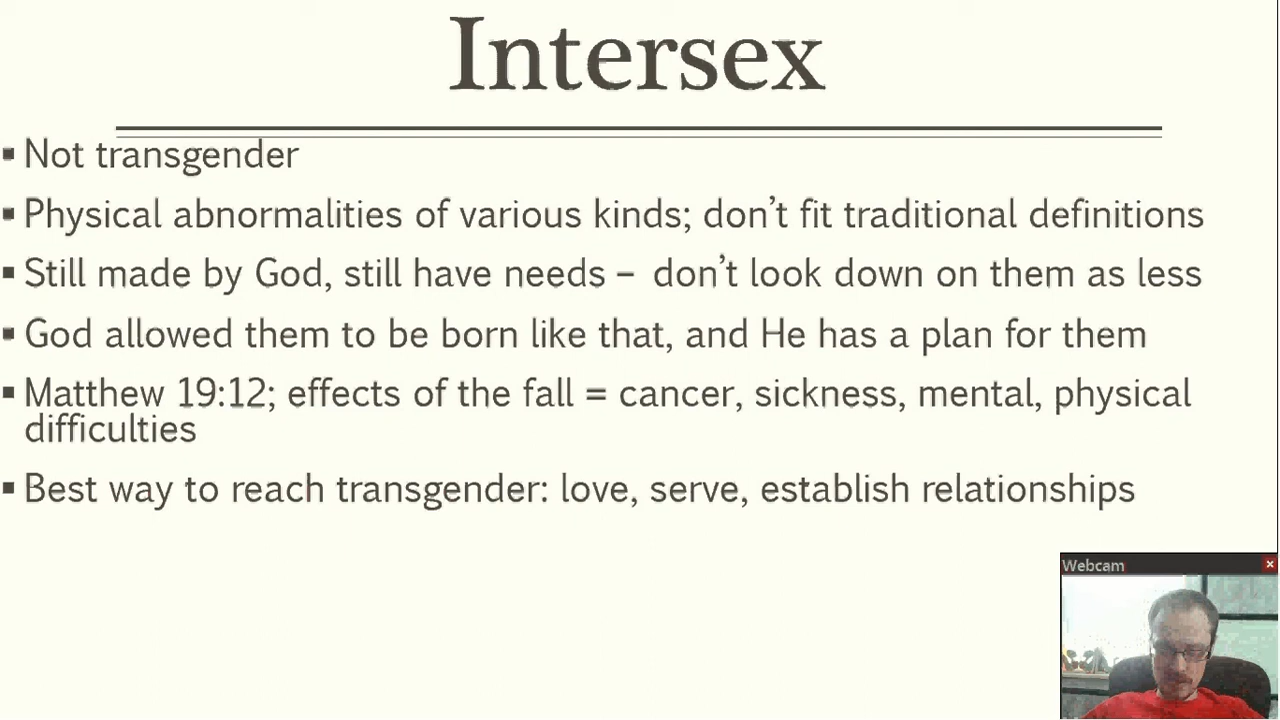 Intersex
▪ Not transgender
▪ Physical abnormalities of various kinds; don’t fit traditional definitions
▪ Still made by God, still have needs – don’t look down on them as less
▪ God allowed them to be born like that, and He has a plan for them
▪ Matthew 19:12; effects of the fall = cancer, sickness, mental, physical
difficulties
▪ Best way to reach transgender: love, serve, establish relationships
Webcam